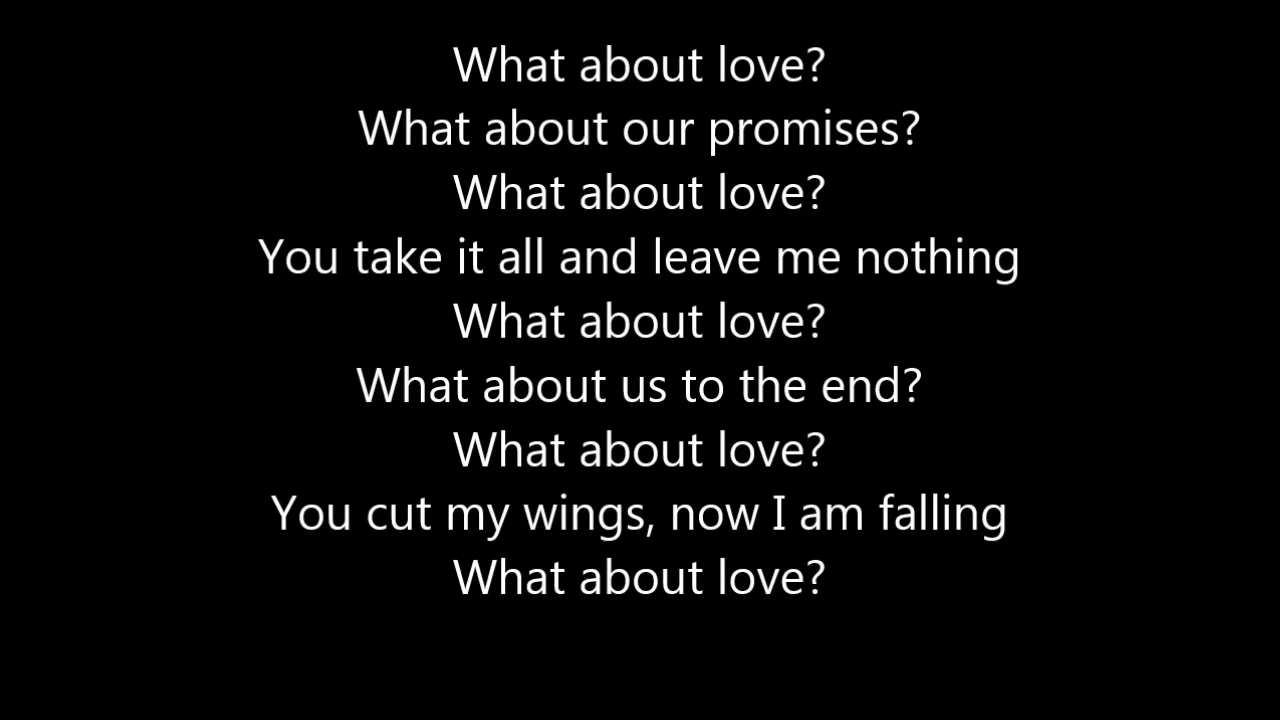 What about love?
What about our promises?
What about love?
You take it all and leave me nothing
What about love?
What about us to the end?
What about love?
You cut my wings, now I am falling
What about love?